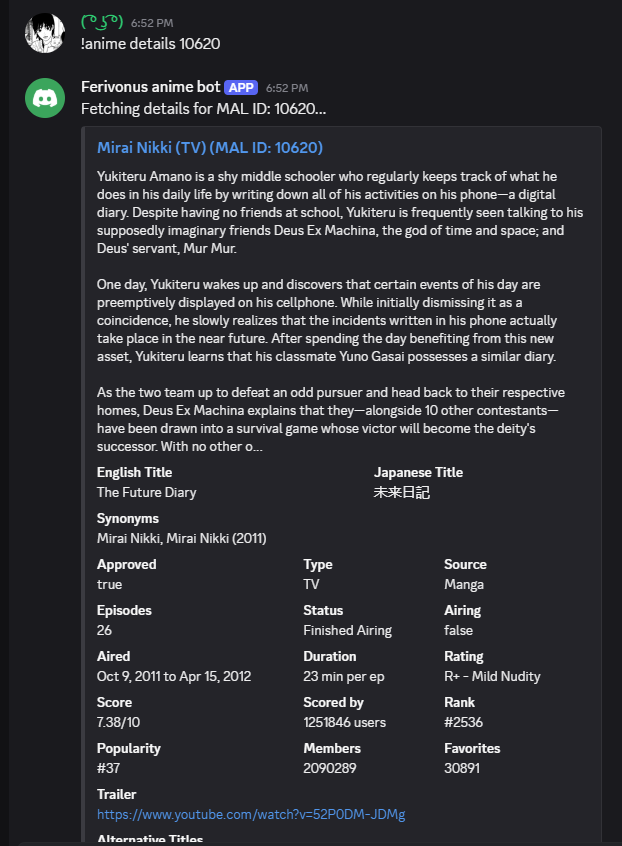 ( ͡° ͜ʖ ͡°) 6:52 PM
!anime details 10620
Ferivonus anime bot APP 6:52 PM
Fetching details for MAL ID: 10620...
Mirai Nikki (TV) (MAL ID: 10620)
Yukiteru Amano is a shy middle schooler who regularly keeps track of what he
does in his daily life by writing down all of his activities on his phone—a digital
diary. Despite having no friends at school, Yukiteru is frequently seen talking to his
supposedly imaginary friends Deus Ex Machina, the god of time and space; and
Deus' servant, Mur Mur.
One day, Yukiteru wakes up and discovers that certain events of his day are
preemptively displayed on his cellphone. While initially dismissing it as a
coincidence, he slowly realizes that the incidents written in his phone actually
take place in the near future. After spending the day benefiting from this new
asset, Yukiteru learns that his classmate Yuno Gasai possesses a similar diary.
As the two team up to defeat an odd pursuer and head back to their respective
homes, Deus Ex Machina explains that they—alongside 10 other contestants—
have been drawn into a survival game whose victor will become the deity's
successor. With no other o...
English Title Japanese Title
The Future Diary 未来日記
Synonyms
Mirai Nikki, Mirai Nikki (2011)
Approved Type Source
true TV Manga
Episodes Status Airing
26 Finished Airing false
Aired Duration Rating
Oct 9, 2011 to Apr 15, 2012 23 min per ep R+ - Mild Nudity
Score Scored by Rank
7.38/10 1251846 users #2536
Popularity Members Favorites
#37 2090289 30891
Trailer
https://www.youtube.com/watch?v=52P0DM-JDMg
Alternative Titles